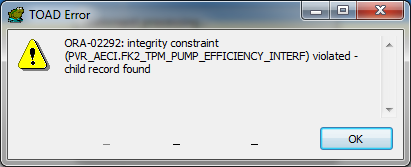 TOAD Error
ORA-02292: integrity constraint
(PVR_AECI.FK2_TPM_PUMP_EFFICIENCY_INTERF) violated -
child record found
OK